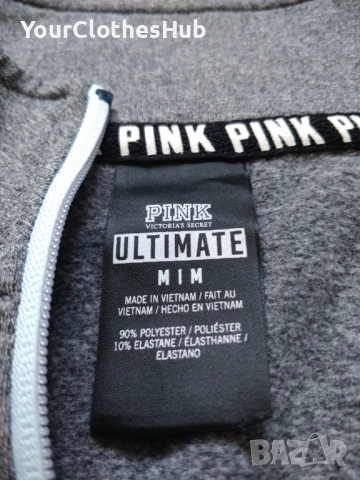 YourClothesHub
PINK PINK PINK
PINK
VICTORIA'S SECRET
ULTIMATE
M | M
MADE IN VIETNAM / FAIT AU
VIETNAM / HECHO EN VIETNAM
90% POLYESTER / POLIÉSTER
10% ELASTANE / ÉLASTHANNE /
ELASTANO
BAZAR